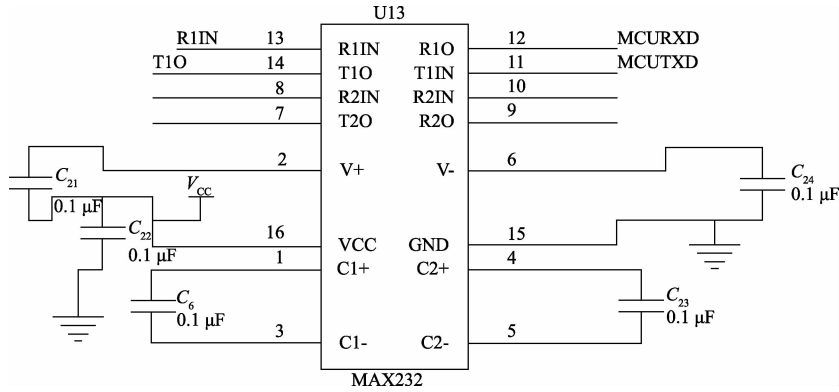 U13
R1IN 13 R1IN R1O 12 MCURXD
T1O 14 T1O T1IN 11 MCUTXD
8 R2IN R2IN 10
7 T2O R2O 9
2 V+ V- 6
C21 0.1 μF
VCC
C24 0.1 μF
C22 0.1 μF
16 VCC GND 15
1 C1+ C2+ 4
C6 0.1 μF
C23 0.1 μF
3 C1- C2- 5
MAX232